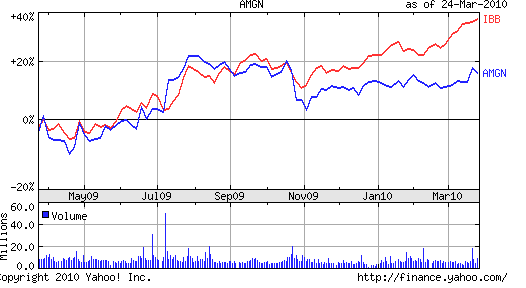 AMGN as of 24-Mar-2010
+40% IBB
+20% AMGN
0%
-20%
May09 Jul09 Sep09 Nov09 Jan10 Mar10
60.0 Volume
40.0
20.0
0.0
Millions
Copyright 2010 Yahoo! Inc. http://finance.yahoo.com/